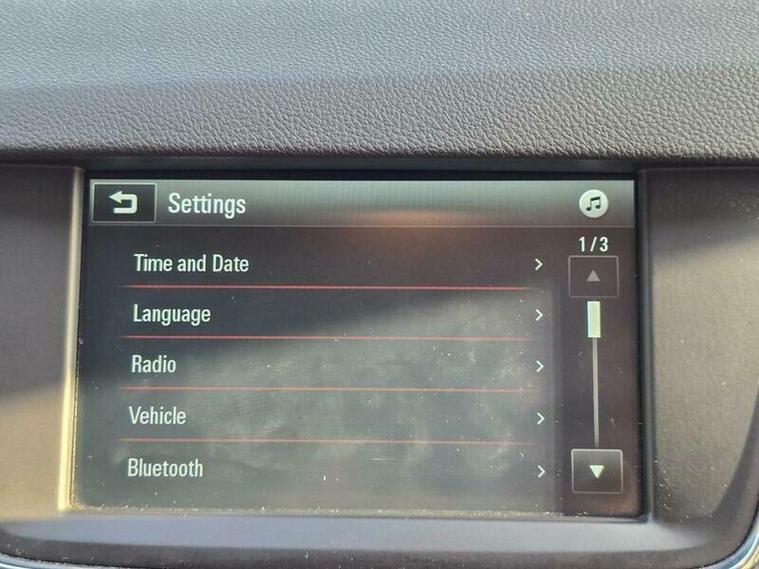 Settings
1/3
Time and Date
Language
Radio
Vehicle
Bluetooth